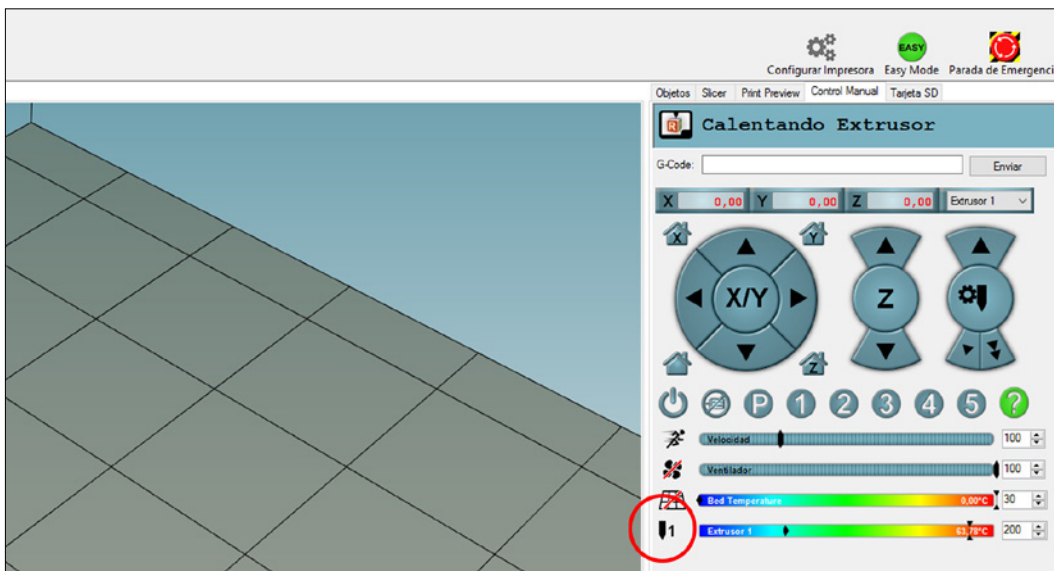 Configurar Impresora Easy Mode Parada de Emergenci
EASY
Objetos Slicer Print Preview Control Manual Tarjeta SD
Calentando Extrusor
G-Code: Enviar
X 0,00 Y 0,00 Z 0,00 Extrusor 1
X Y
X/Y Z
Z
P 1 2 3 4 5 ?
Velocidad 100
Ventilador 100
Bed Temperature 0,00°C 30
1 Extrusor 1 63,78°C 200